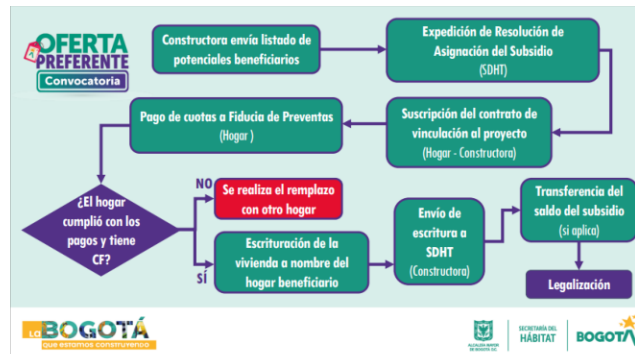 OFERTA
PREFERENTE
Convocatoria
Constructora envía listado de
potenciales beneficiarios
Expedición de Resolución de
Asignación del Subsidio
(SDHT)
Suscripción del contrato de
vinculación al proyecto
(Hogar - Constructora)
Pago de cuotas a Fiducia de Preventas
(Hogar )
¿El hogar
cumplió con los
pagos y tiene
CF?
NO
Se realiza el remplazo
con otro hogar
SÍ
Escrituración de la
vivienda a nombre del
hogar beneficiario
Envío de
escritura a
SDHT
(Constructora)
Transferencia del
saldo del subsidio
(si aplica)
Legalización
LA BOGOTÁ
que estamos construyendo
ALCALDÍA MAYOR
DE BOGOTÁ D.C.
SECRETARÍA DEL
HÁBITAT
BOGOTÁ